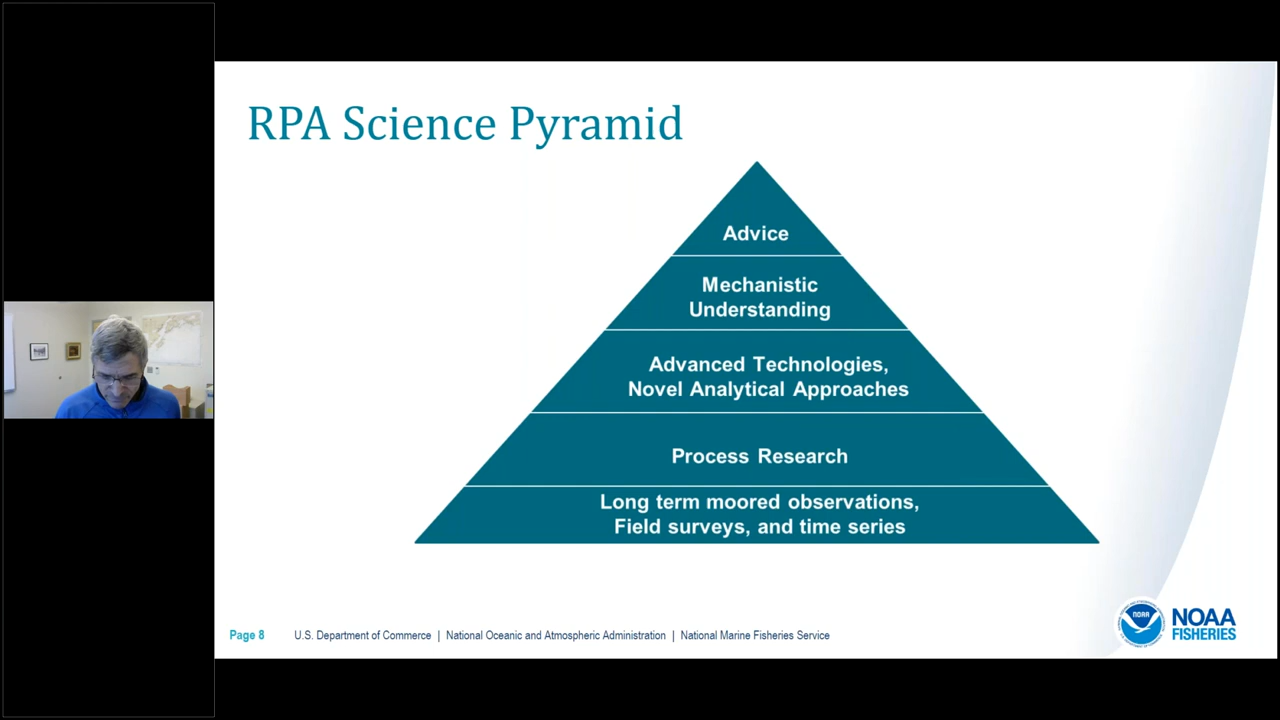 RPA Science Pyramid
Advice
Mechanistic
Understanding
Advanced Technologies,
Novel Analytical Approaches
Process Research
Long term moored observations,
Field surveys, and time series
Page 8 U.S. Department of Commerce | National Oceanic and Atmospheric Administration | National Marine Fisheries Service
NOAA
NOAA
FISHERIES